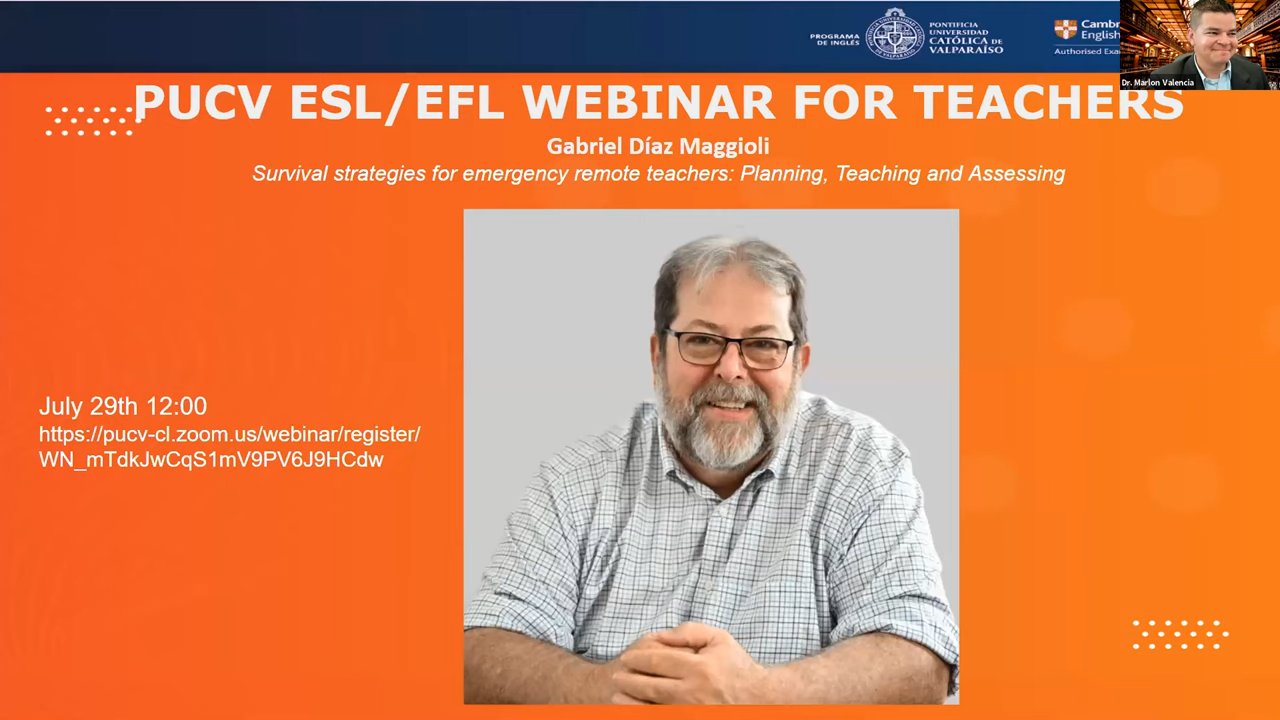 PROGRAMA
DE INGLÉS
PONTIFICIA
UNIVERSIDAD
CATÓLICA DE
VALPARAÍSO
English
Authorised
Dr. Marlon Valencia
PUCV ESL/EFL WEBINAR FOR TEACHERS
Gabriel Díaz Maggioli
Survival strategies for emergency remote teachers: Planning, Teaching and Assessing
July 29th 12:00
https://pucv-cl.zoom.us/webinar/register/
WN_mTdkJwCqS1mV9PV6J9HCdw